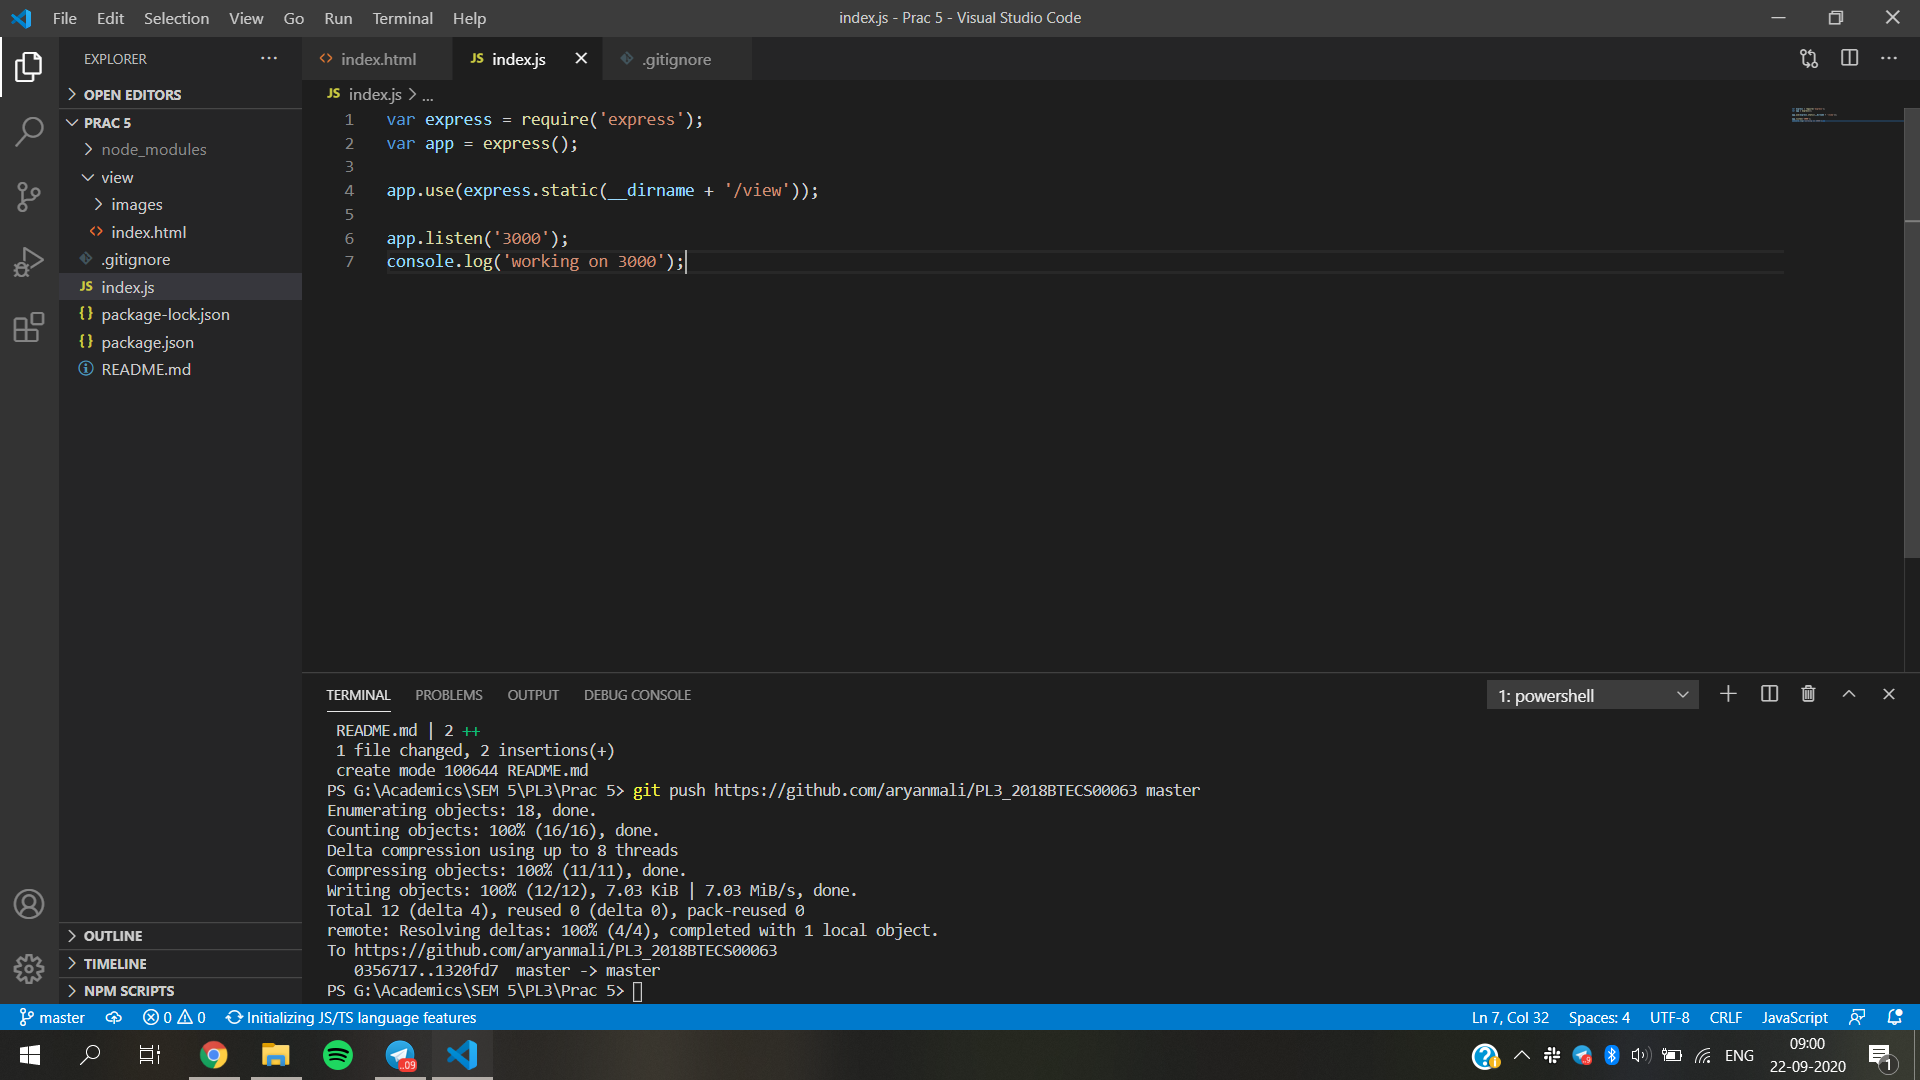 File Edit Selection View Go Run Terminal Help
index.js - Prac 5 - Visual Studio Code
EXPLORER
OPEN EDITORS
PRAC 5
node_modules
view
images
index.html
.gitignore
index.js
package-lock.json
package.json
README.md
OUTLINE
TIMELINE
NPM SCRIPTS
index.html
JS index.js
.gitignore
JS index.js > ...
1 var express = require('express');
2 var app = express();
3
4 app.use(express.static(__dirname + '/view'));
5
6 app.listen('3000');
7 console.log('working on 3000');
TERMINAL PROBLEMS OUTPUT DEBUG CONSOLE
1: powershell
README.md | 2 ++
1 file changed, 2 insertions(+)
create mode 100644 README.md
PS G:\Academics\SEM 5\PL3\Prac 5> git push https://github.com/aryanmali/PL3_2018BTECS00063 master
Enumerating objects: 18, done.
Counting objects: 100% (16/16), done.
Delta compression using up to 8 threads
Compressing objects: 100% (11/11), done.
Writing objects: 100% (12/12), 7.03 KiB | 7.03 MiB/s, done.
Total 12 (delta 4), reused 0 (delta 0), pack-reused 0
remote: Resolving deltas: 100% (4/4), completed with 1 local object.
To https://github.com/aryanmali/PL3_2018BTECS00063
0356717..1320fd7 master -> master
PS G:\Academics\SEM 5\PL3\Prac 5>
master 0 0 Initializing JS/TS language features
Ln 7, Col 32 Spaces: 4 UTF-8 CRLF JavaScript
..09
ENG
09:00
22-09-2020
1